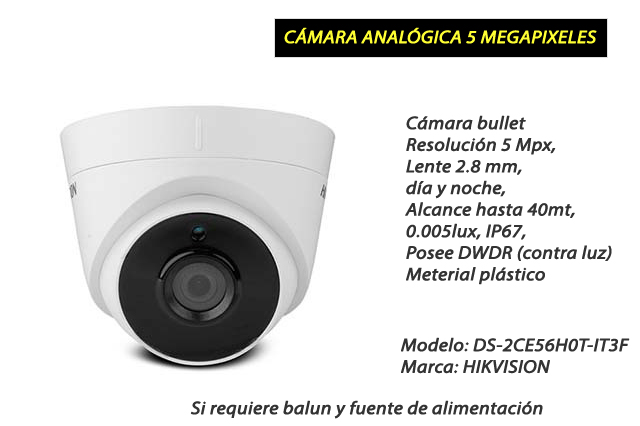 CÁMARA ANALÓGICA 5 MEGAPIXELES
Cámara bullet
Resolución 5 Mpx,
Lente 2.8 mm,
día y noche,
Alcance hasta 40mt,
0.005lux, IP67,
Posee DWDR (contra luz)
Meterial plástico
Modelo: DS-2CE56H0T-IT3F
Marca: HIKVISION
Si requiere balun y fuente de alimentación